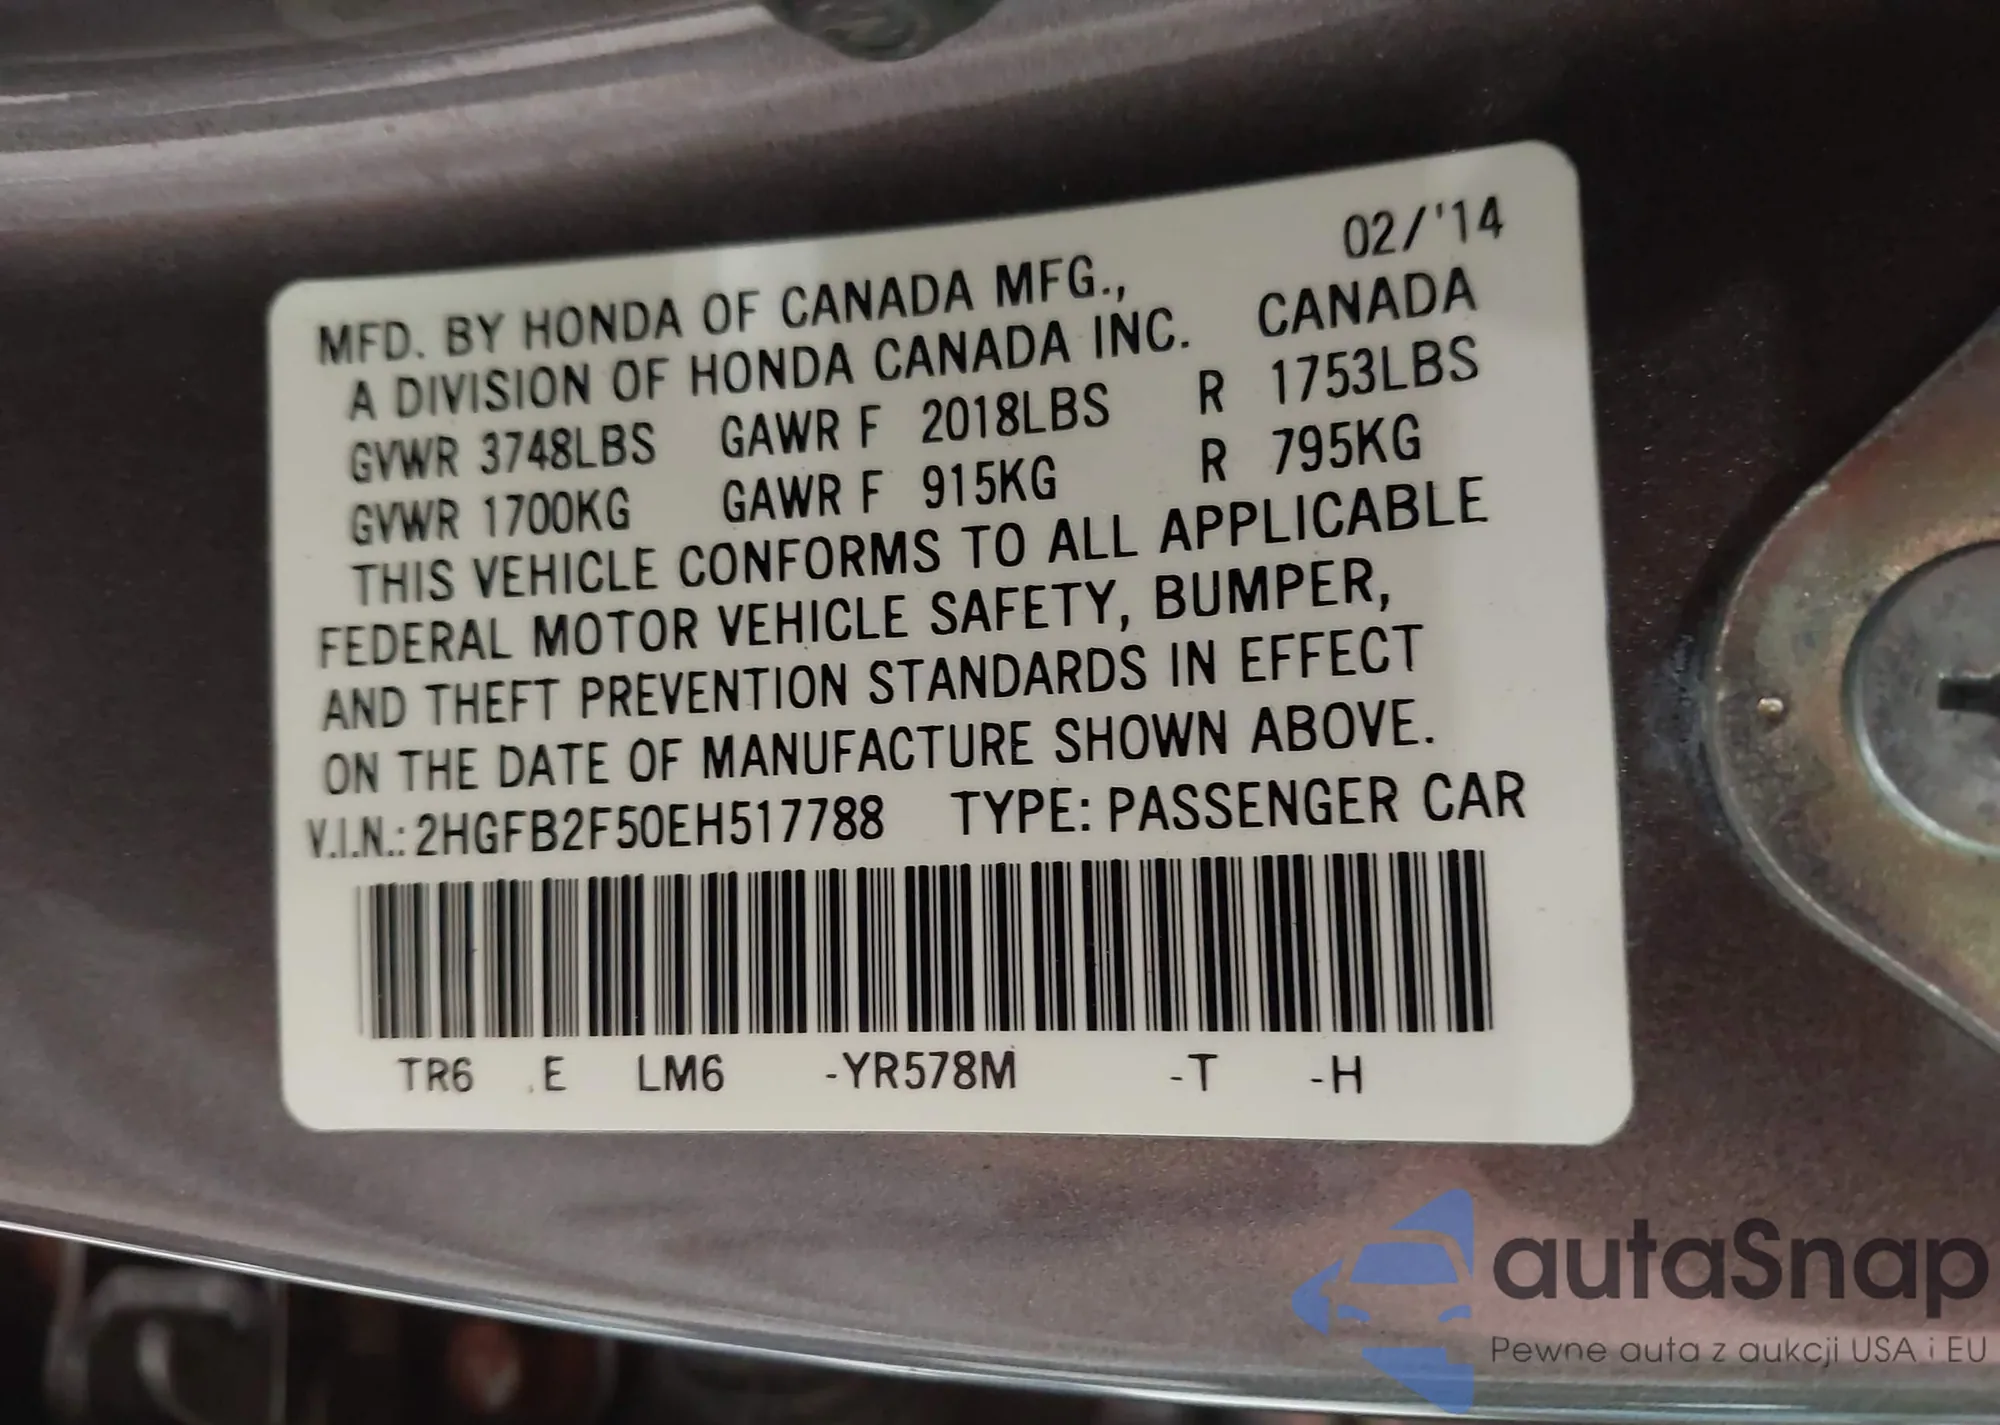 02/'14
MFD. BY HONDA OF CANADA MFG.,
A DIVISION OF HONDA CANADA INC. CANADA
GVWR 3748LBS GAWR F 2018LBS R 1753LBS
GVWR 1700KG GAWR F 915KG R 795KG
THIS VEHICLE CONFORMS TO ALL APPLICABLE
FEDERAL MOTOR VEHICLE SAFETY, BUMPER,
AND THEFT PREVENTION STANDARDS IN EFFECT
ON THE DATE OF MANUFACTURE SHOWN ABOVE.
V.I.N.: 2HGFB2F50EH517788 TYPE: PASSENGER CAR
TR6 .E LM6 -YR578M -T -H
autaSnap
Pewne auta z aukcji USA i EU